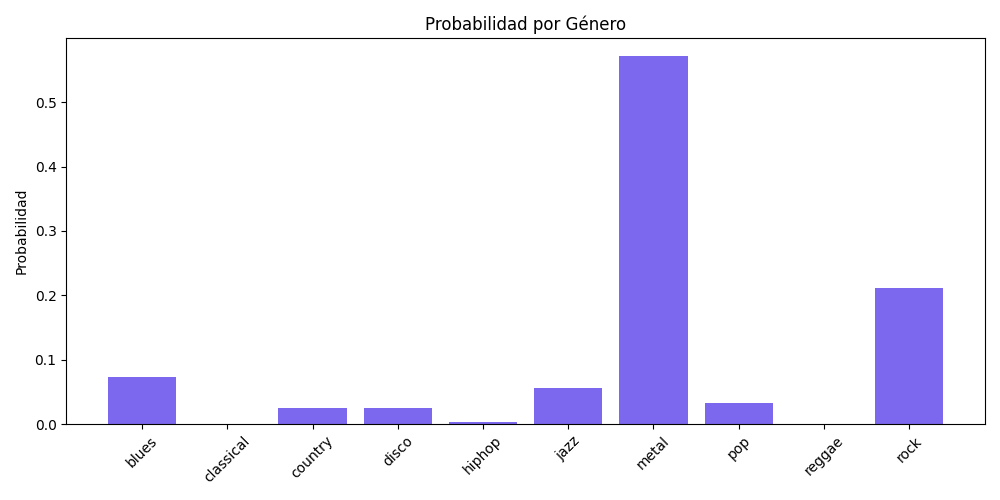 Probabilidad por Género
Probabilidad
0.5
0.4
0.3
0.2
0.1
0.0
blues
classical
country
disco
hiphop
jazz
metal
pop
reggae
rock